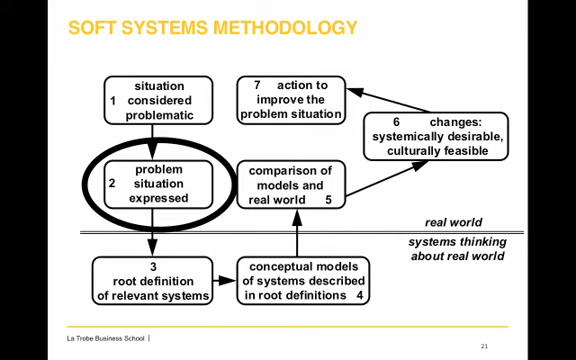 SOFT SYSTEMS METHODOLOGY
situation
1 considered
problematic
7 action to
improve the
problem situation
6 changes:
systemically desirable,
culturally feasible
problem
2 situation
expressed
comparison of
models and
real world 5
real world
systems thinking
about real world
3
root definition
of relevant systems
conceptual models
of systems described
in root definitions 4
La Trobe Business School |
21